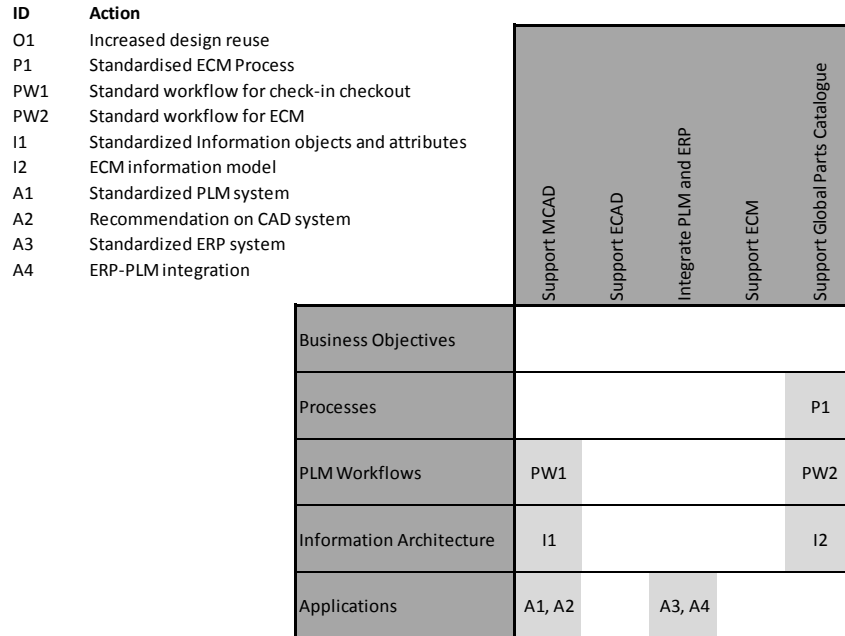 ID Action
O1 Increased design reuse
P1 Standardised ECM Process
PW1 Standard workflow for check-in checkout
PW2 Standard workflow for ECM
I1 Standardized Information objects and attributes
I2 ECM information model
A1 Standardized PLM system
A2 Recommendation on CAD system
A3 Standardized ERP system
A4 ERP-PLM integration
Support MCAD
Support ECAD
Integrate PLM and ERP
Support ECM
Support Global Parts Catalogue
Business Objectives
Processes P1
PLM Workflows PW1 PW2
Information Architecture I1 I2
Applications A1, A2 A3, A4